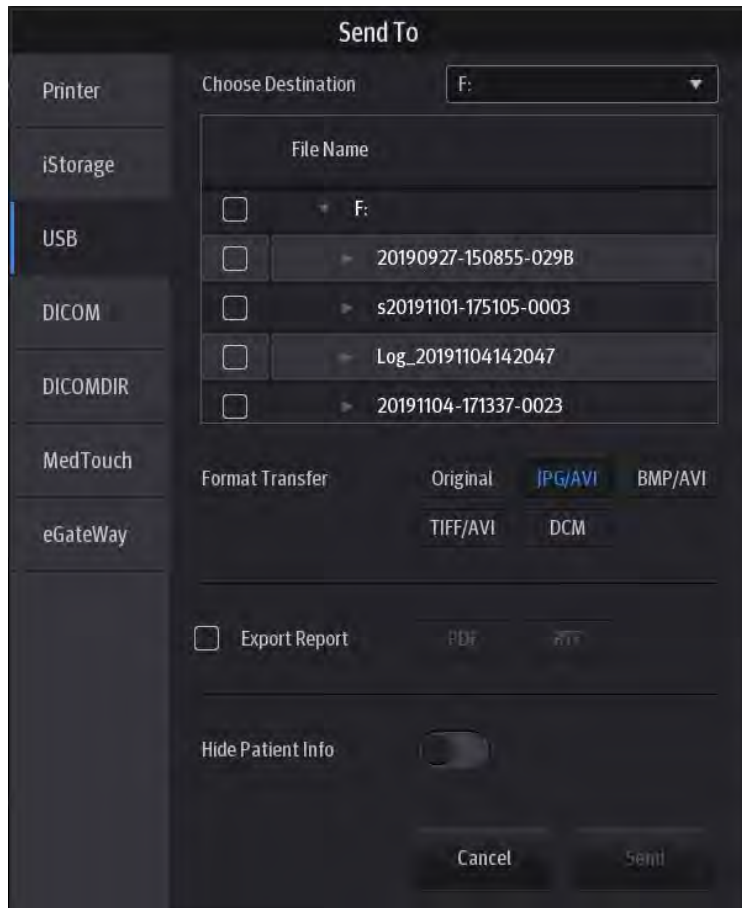 Send To
Printer
iStorage
USB
DICOM
DICOMDIR
MedTouch
eGateWay
Choose Destination F:
File Name
F:
20190927-150855-029B
s20191101-175105-0003
Log_20191104142047
20191104-171337-0023
Format Transfer Original JPG/AVI BMP/AVI
TIFF/AVI DCM
Export Report PDF RTF
Hide Patient Info
Cancel Send